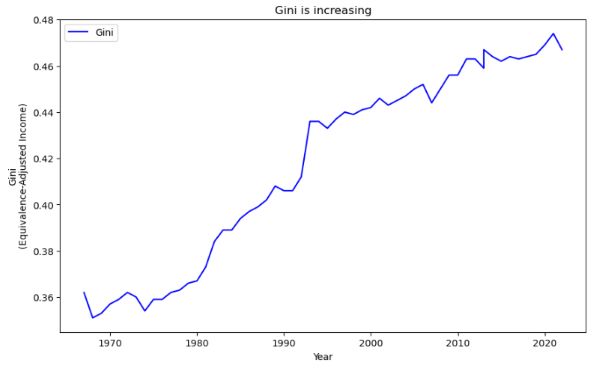 Gini is increasing
Gini
0.48
0.46
0.44
0.42
0.40
0.38
0.36
Gini
(Equivalence-Adjusted Income)
1970 1980 1990 2000 2010 2020
Year